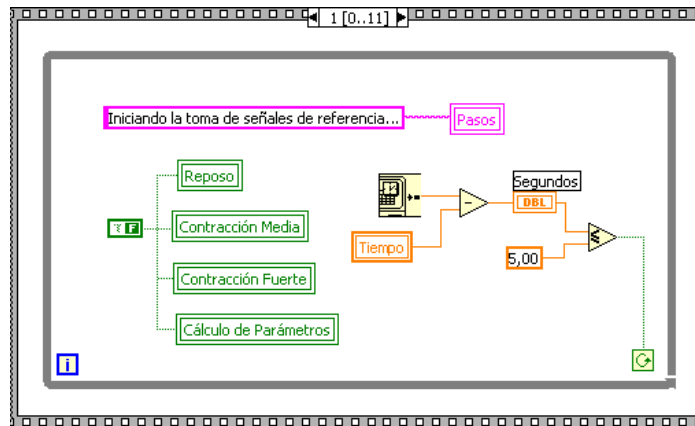 1 [0..11]
Iniciando la toma de señales de referencia...
Pasos
Reposo
Segundos
DBL
Contracción Media
F
Tiempo
5,00
Contracción Fuerte
Cálculo de Parámetros
i